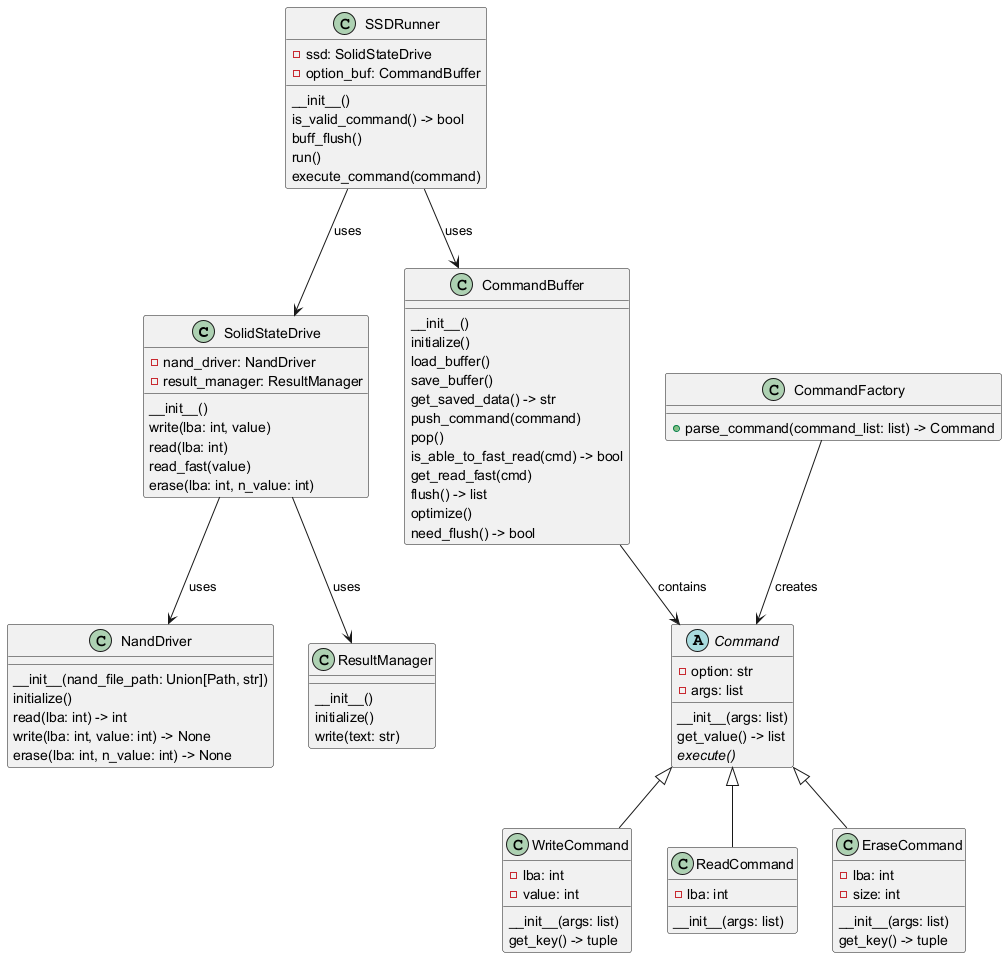 C SSDRunner
ssd: SolidStateDrive
option_buf: CommandBuffer
__init__()
is_valid_command() -> bool
buff_flush()
run()
execute_command(command)
uses
uses
C SolidStateDrive
nand_driver: NandDriver
result_manager: ResultManager
__init__()
write(lba: int, value)
read(lba: int)
read_fast(value)
erase(lba: int, n_value: int)
C CommandBuffer
__init__()
initialize()
load_buffer()
save_buffer()
get_saved_data() -> str
push_command(command)
pop()
is_able_to_fast_read(cmd) -> bool
get_read_fast(cmd)
flush() -> list
optimize()
need_flush() -> bool
C CommandFactory
parse_command(command_list: list) -> Command
uses
uses
contains
creates
C NandDriver
__init__(nand_file_path: Union[Path, str])
initialize()
read(lba: int) -> int
write(lba: int, value: int) -> None
erase(lba: int, n_value: int) -> None
C ResultManager
__init__()
initialize()
write(text: str)
A Command
option: str
args: list
__init__(args: list)
get_value() -> list
execute()
C WriteCommand
lba: int
value: int
__init__(args: list)
get_key() -> tuple
C ReadCommand
lba: int
__init__(args: list)
C EraseCommand
lba: int
size: int
__init__(args: list)
get_key() -> tuple